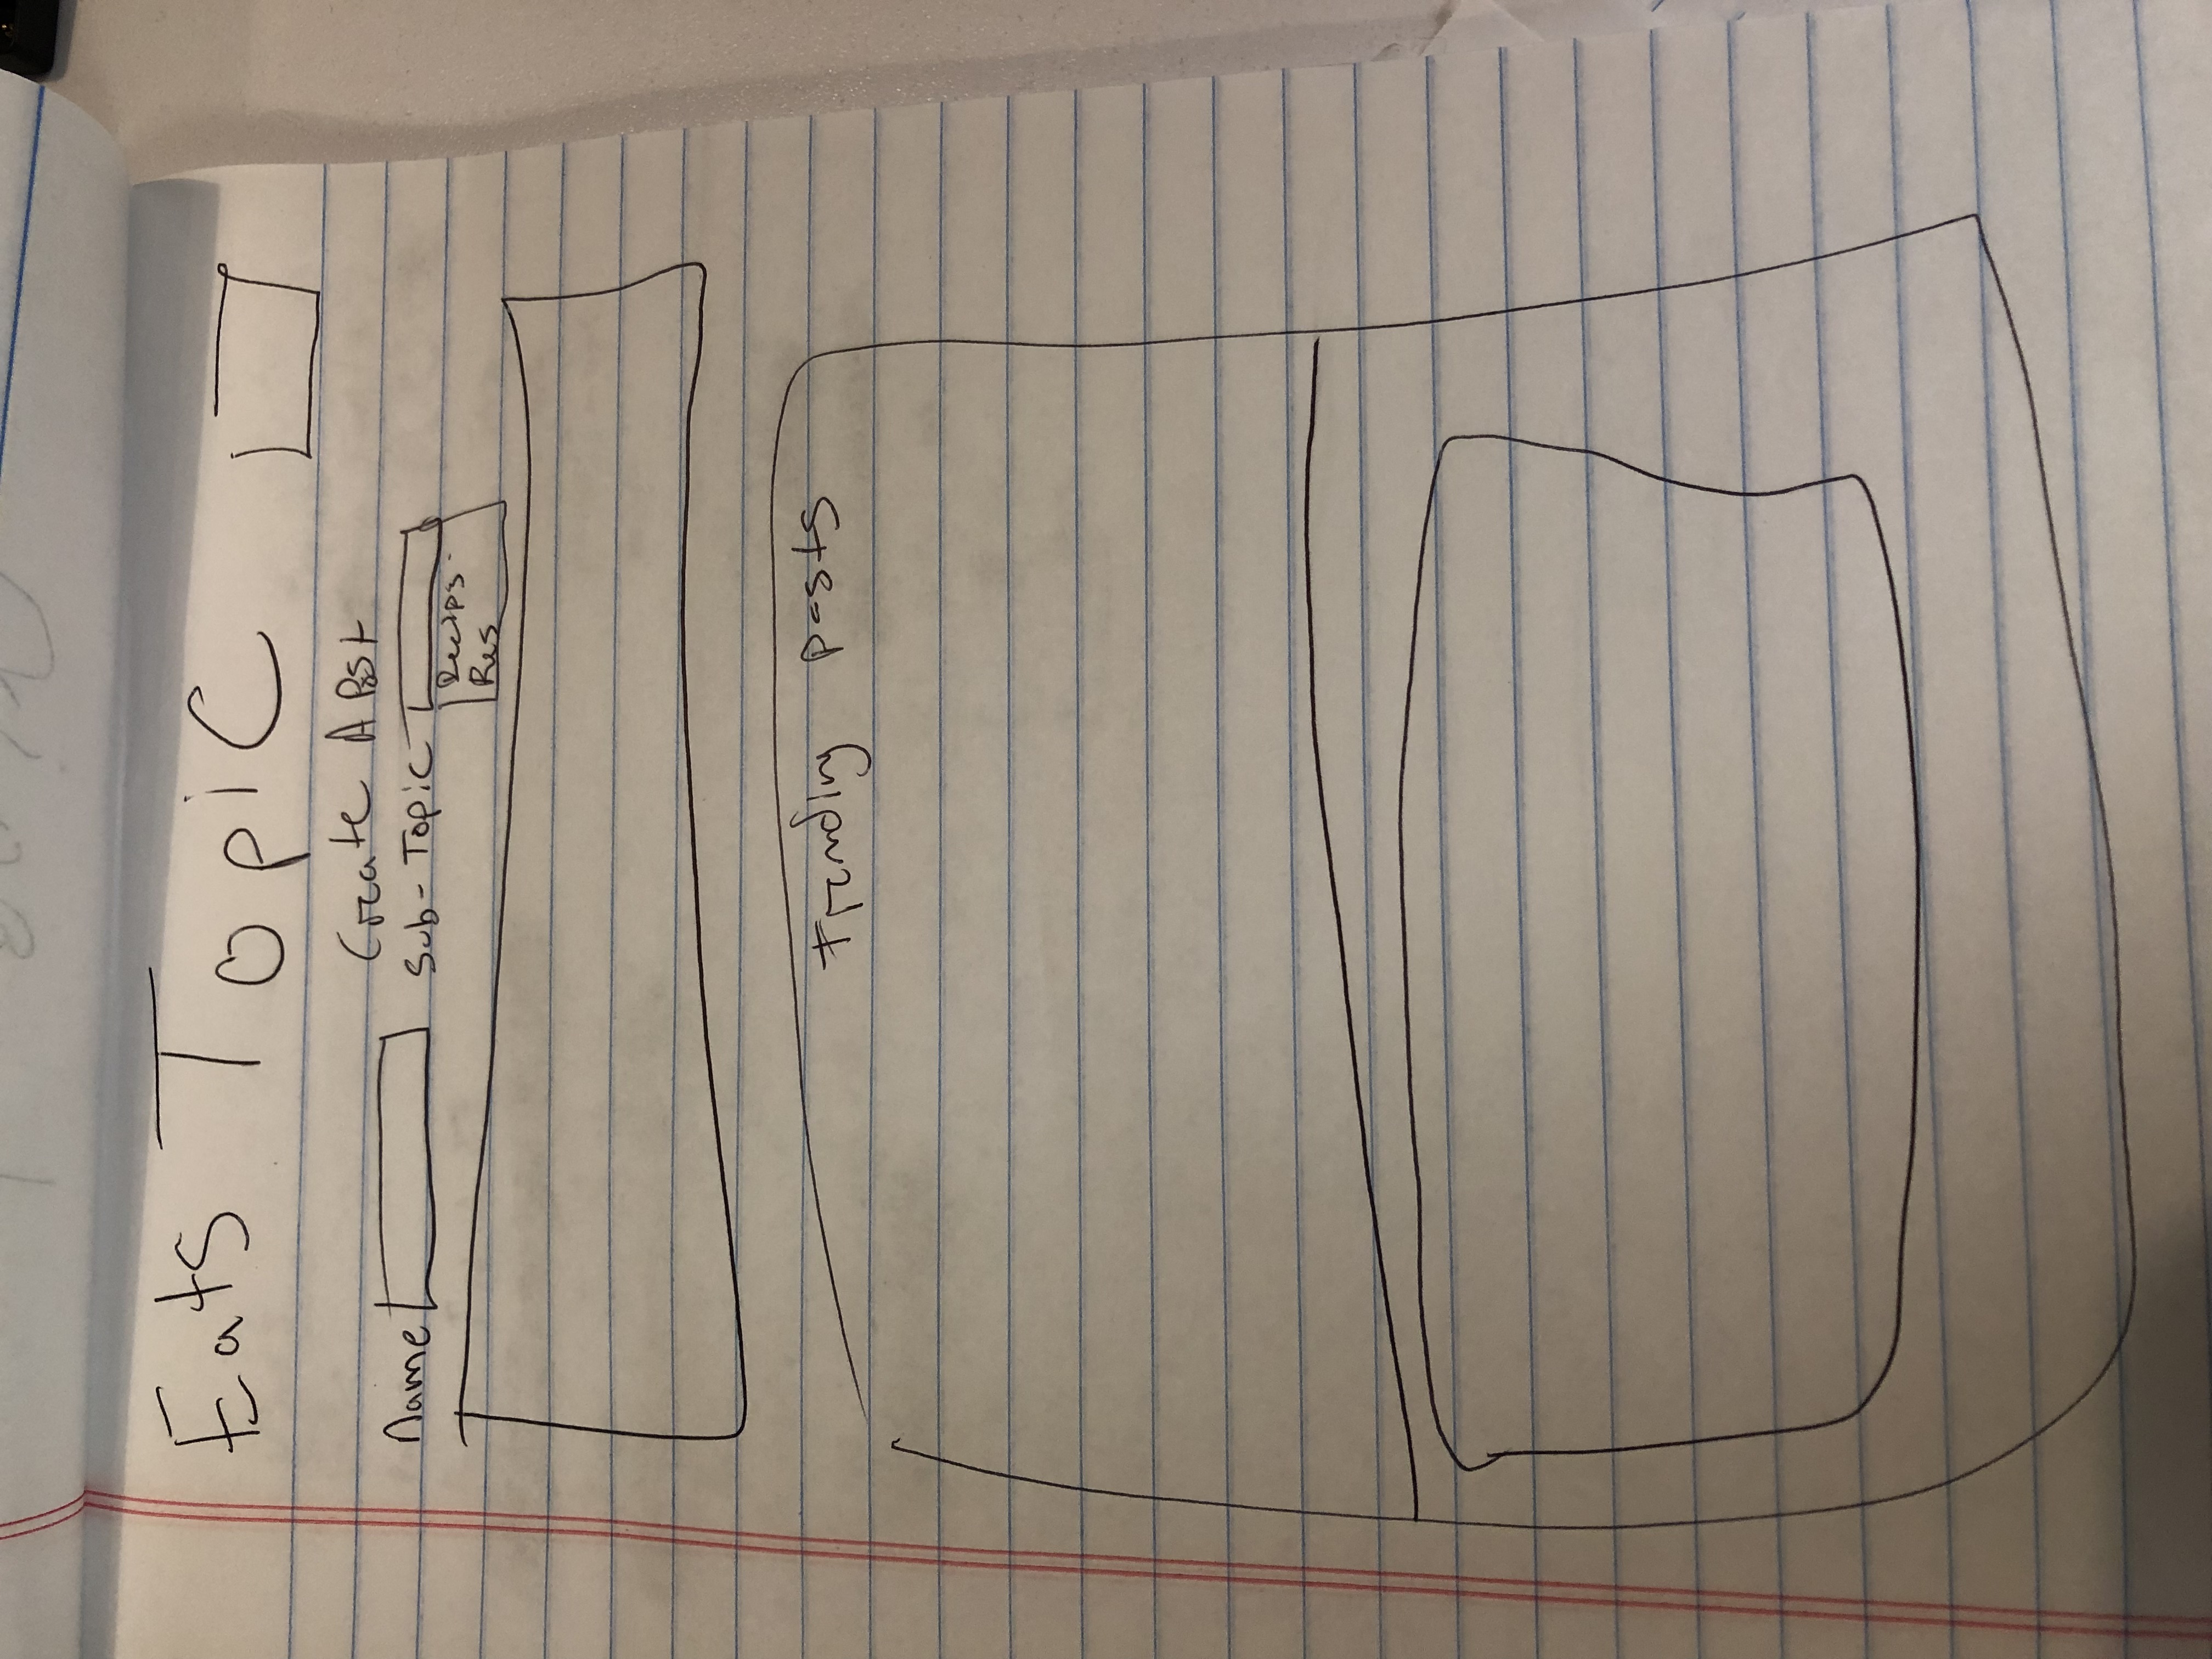 Eats Topic
Create A Post
Name
Sub-Topic
Recips.
Res
Trending posts